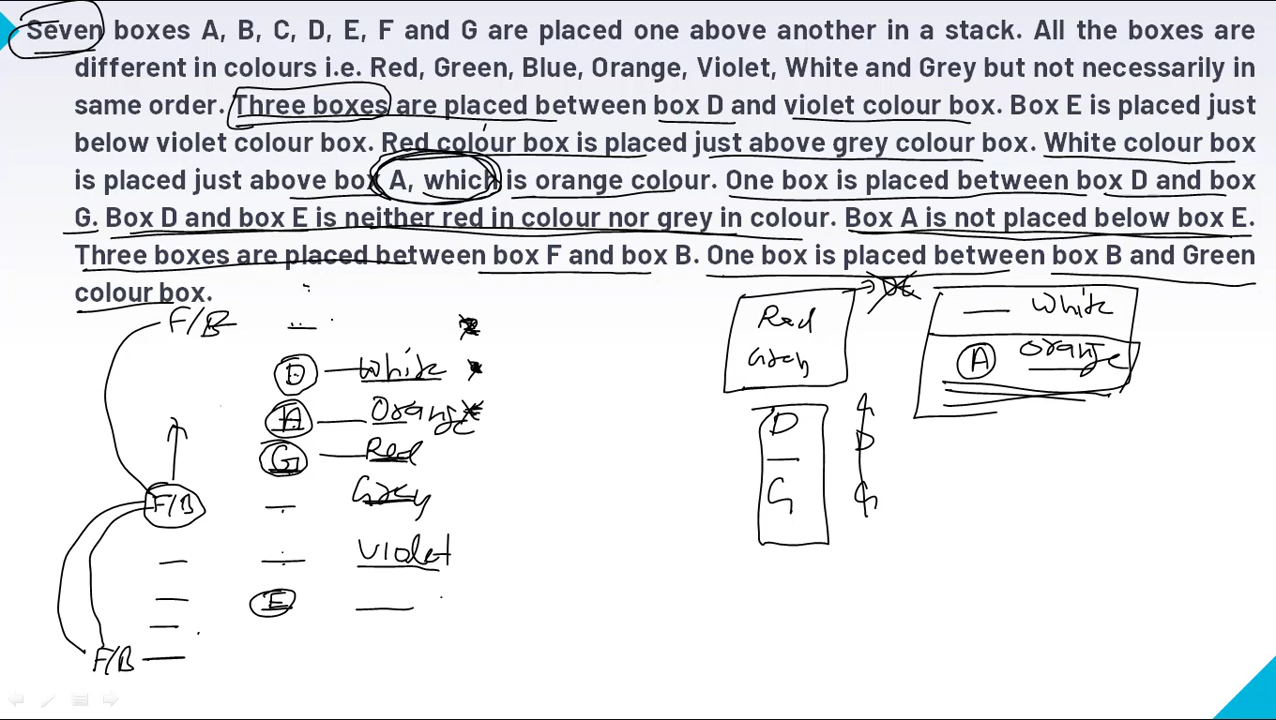 Seven boxes A, B, C, D, E, F and G are placed one above another in a stack. All the boxes are
different in colours i.e. Red, Green, Blue, Orange, Violet, White and Grey but not necessarily in
same order. Three boxes are placed between box D and violet colour box. Box E is placed just
below violet colour box. Red colour box is placed just above grey colour box. White colour box
is placed just above box A, which is orange colour. One box is placed between box D and box
G. Box D and box E is neither red in colour nor grey in colour. Box A is not placed below box E.
Three boxes are placed between box F and box B. One box is placed between box B and Green
colour box.
F/B
D White
A Orange
G Red
F/B Grey
Violet
E
F/B
Red
Grey
D
G
D
G
White
A Orange